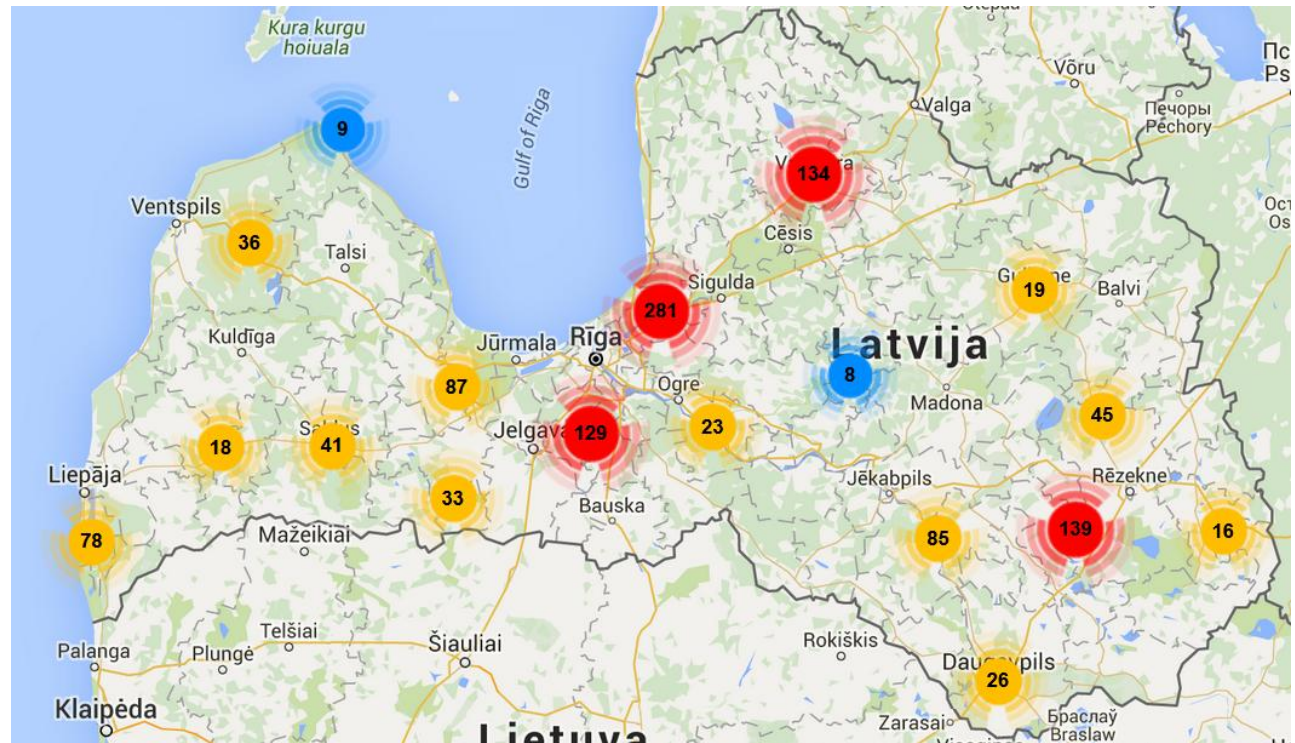 Kura kurgu
hoiuala
Võru
Valga
Печоры
Pechory
9
Gulf of Riga
134
Ventspils
36
Talsi
Cēsis
Sigulda
281
19
Balvi
Kuldīga
Jūrmala
Rīga
Latvija
87
8
Ogre
Madona
18
41
Jelgava
129
23
45
Liepāja
33
Bauska
Jēkabpils
Rēzekne
78
Mažeikiai
85
139
16
Telšiai
Šiauliai
Rokiškis
Palanga
Plungė
Daugavpils
26
Klaipėda
Zarasai
Браслаў
Braslaw
Lietuva